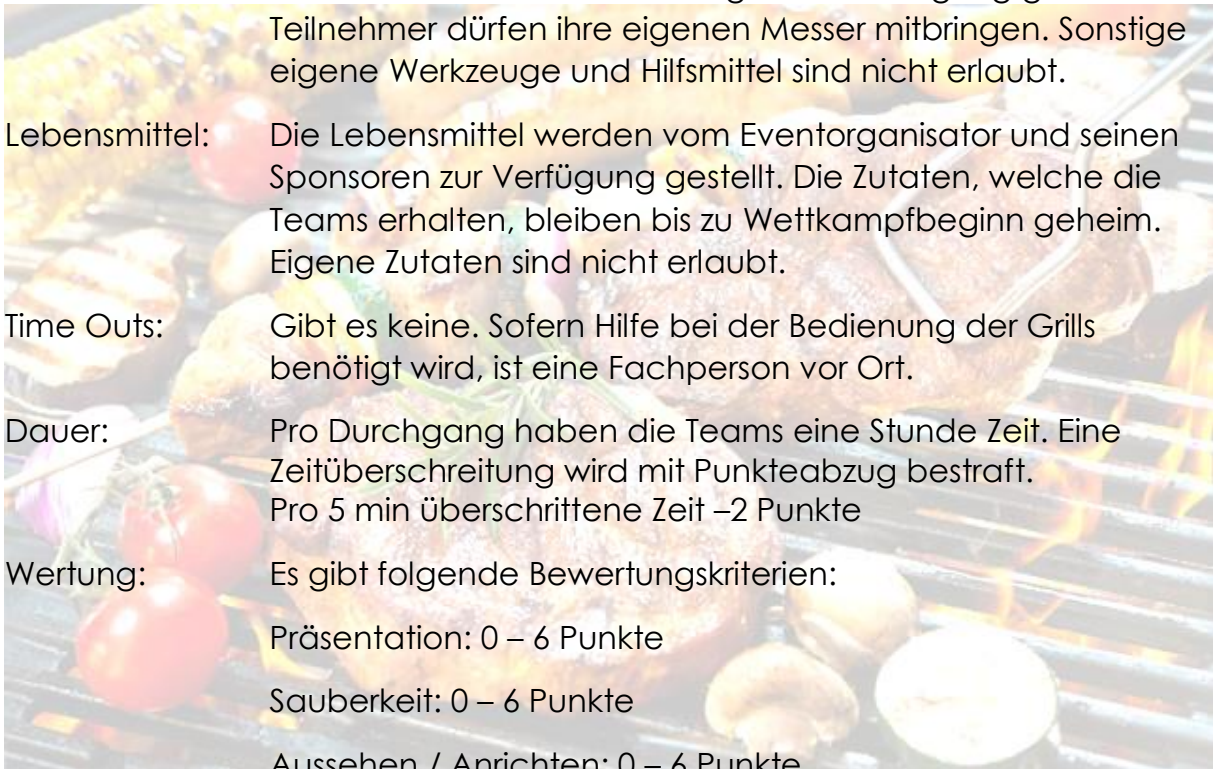 Teilnehmer dürfen ihre eigenen Messer mitbringen. Sonstige
eigene Werkzeuge und Hilfsmittel sind nicht erlaubt.
Lebensmittel: Die Lebensmittel werden vom Eventorganisator und seinen
Sponsoren zur Verfügung gestellt. Die Zutaten, welche die
Teams erhalten, bleiben bis zu Wettkampfbeginn geheim.
Eigene Zutaten sind nicht erlaubt.
Time Outs: Gibt es keine. Sofern Hilfe bei der Bedienung der Grills
benötigt wird, ist eine Fachperson vor Ort.
Dauer: Pro Durchgang haben die Teams eine Stunde Zeit. Eine
Zeitüberschreitung wird mit Punkteabzug bestraft.
Pro 5 min überschrittene Zeit –2 Punkte
Wertung: Es gibt folgende Bewertungskriterien:
Präsentation: 0 – 6 Punkte
Sauberkeit: 0 – 6 Punkte
Aussehen / Anrichten: 0 – 6 Punkte